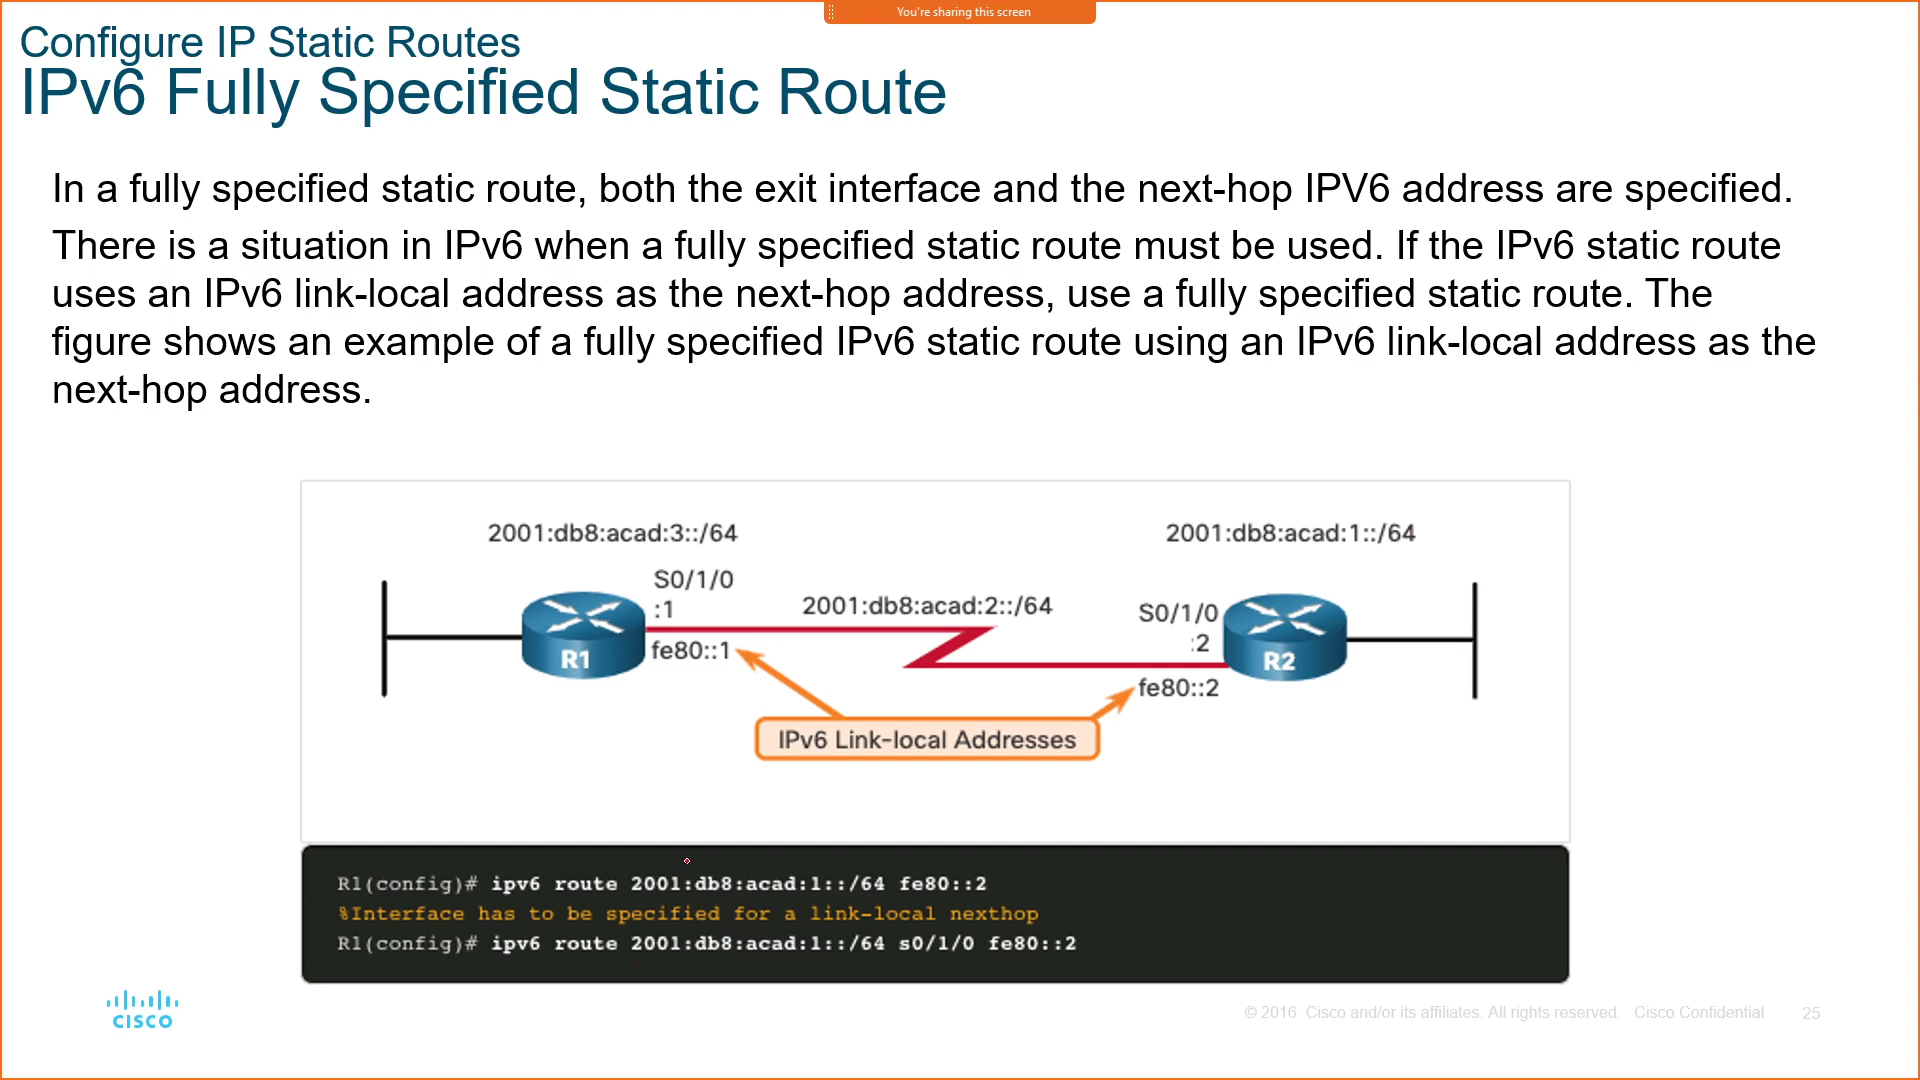 You're sharing this screen
Configure IP Static Routes
IPv6 Fully Specified Static Route
In a fully specified static route, both the exit interface and the next-hop IPV6 address are specified.
There is a situation in IPv6 when a fully specified static route must be used. If the IPv6 static route
uses an IPv6 link-local address as the next-hop address, use a fully specified static route. The
figure shows an example of a fully specified IPv6 static route using an IPv6 link-local address as the
next-hop address.
2001:db8:acad:3::/64
2001:db8:acad:1::/64
S0/1/0
:1
2001:db8:acad:2::/64
S0/1/0
:2
R1
fe80::1
R2
fe80::2
IPv6 Link-local Addresses
R1(config)# ipv6 route 2001:db8:acad:1::/64 fe80::2
%Interface has to be specified for a link-local nexthop
R1(config)# ipv6 route 2001:db8:acad:1::/64 s0/1/0 fe80::2
CISCO
© 2016 Cisco and/or its affiliates. All rights reserved. Cisco Confidential
25